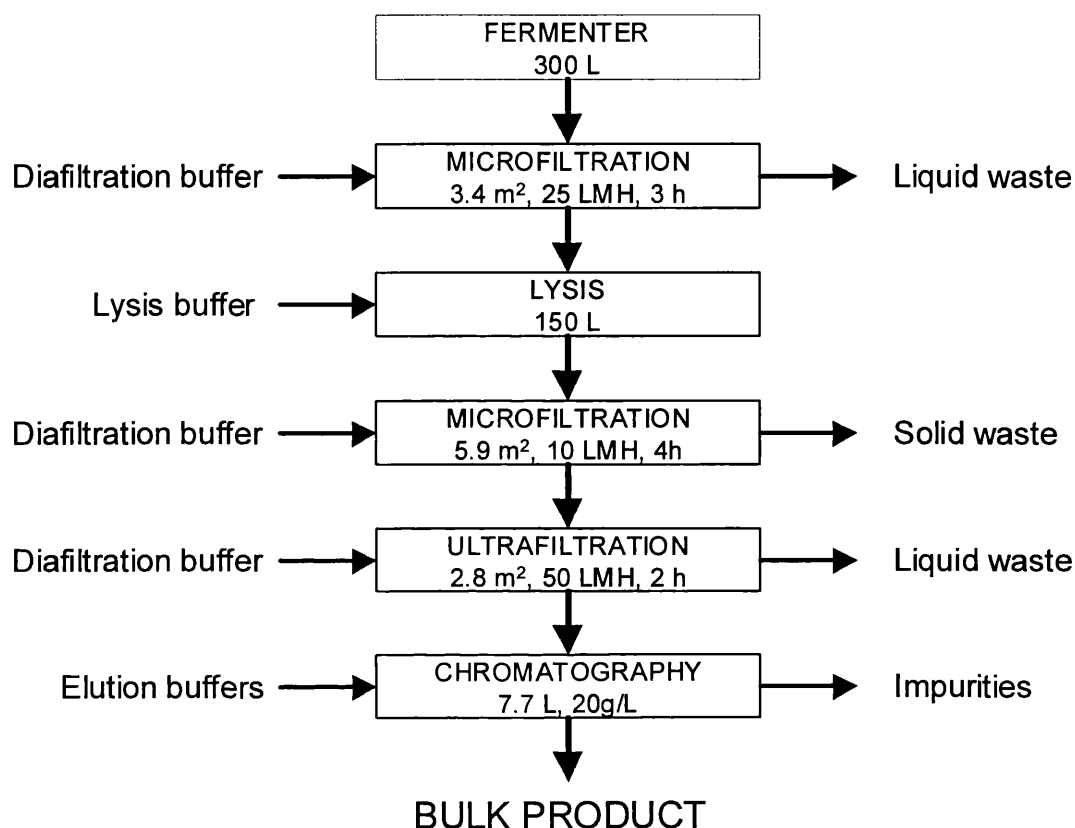 FERMENTER
300 L
Diafiltration buffer
MICROFILTRATION
3.4 m², 25 LMH, 3 h
Liquid waste
Lysis buffer
LYSIS
150 L
Diafiltration buffer
MICROFILTRATION
5.9 m², 10 LMH, 4h
Solid waste
Diafiltration buffer
ULTRAFILTRATION
2.8 m², 50 LMH, 2 h
Liquid waste
Elution buffers
CHROMATOGRAPHY
7.7 L, 20g/L
Impurities
BULK PRODUCT